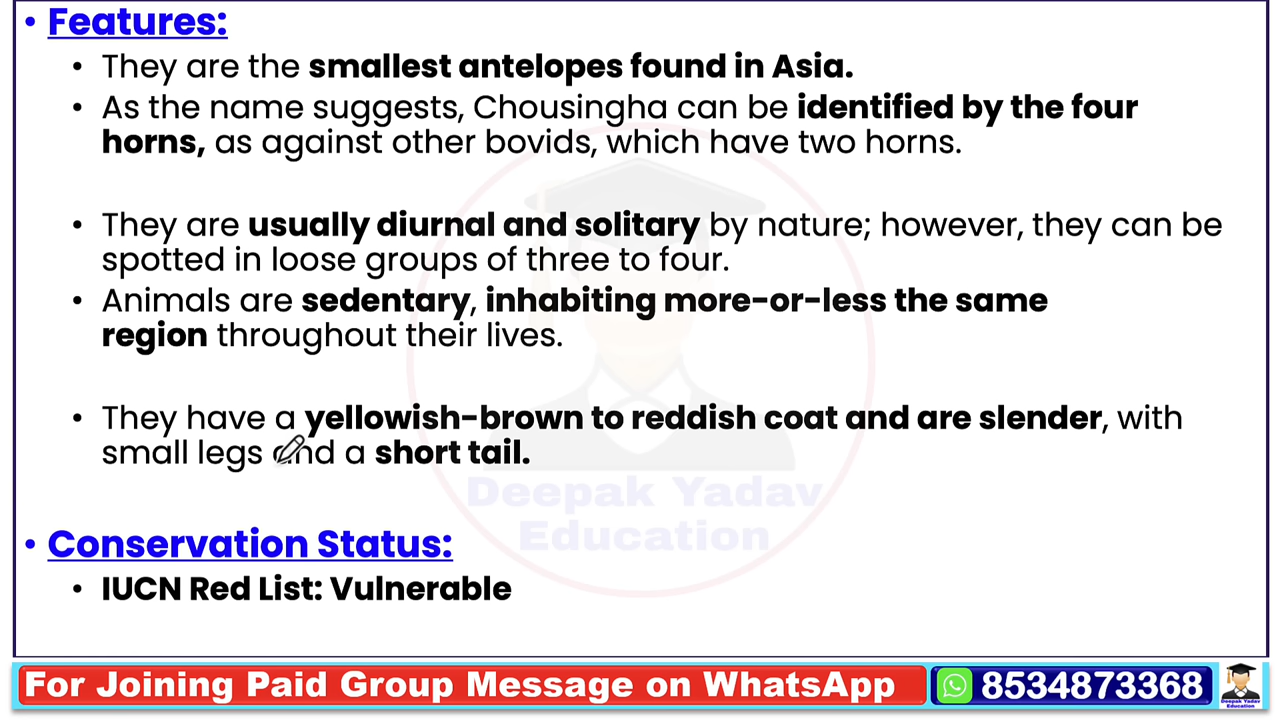 • Features:
• They are the smallest antelopes found in Asia.
• As the name suggests, Chousingha can be identified by the four
horns, as against other bovids, which have two horns.
• They are usually diurnal and solitary by nature; however, they can be
spotted in loose groups of three to four.
• Animals are sedentary, inhabiting more-or-less the same
region throughout their lives.
• They have a yellowish-brown to reddish coat and are slender, with
small legs and a short tail.
Deepak Yadav
Education
• Conservation Status:
• IUCN Red List: Vulnerable
For Joining Paid Group Message on WhatsApp
8534873368
Deepak Yadav
Education